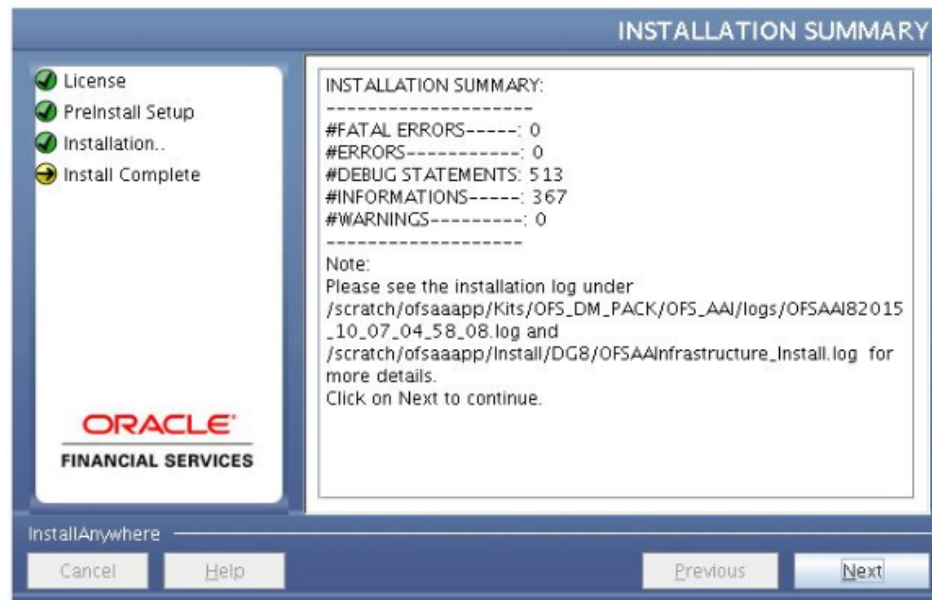 INSTALLATION SUMMARY
License
PreInstall Setup
Installation..
Install Complete
ORACLE
FINANCIAL SERVICES
INSTALLATION SUMMARY:
--------------------
#FATAL ERRORS-----: 0
#ERRORS-----------: 0
#DEBUG STATEMENTS: 513
#INFORMATIONS-----: 367
#WARNINGS---------: 0
-------------------
Note:
Please see the installation log under
/scratch/ofsaaapp/Kits/OFS_DM_PACK/OFS_AAI/logs/OFSAAI82015
_10_07_04_58_08.log and
/scratch/ofsaaapp/Install/DG8/OFSAAInfrastructure_Install.log for
more details.
Click on Next to continue.
InstallAnywhere
Cancel
Help
Previous
Next